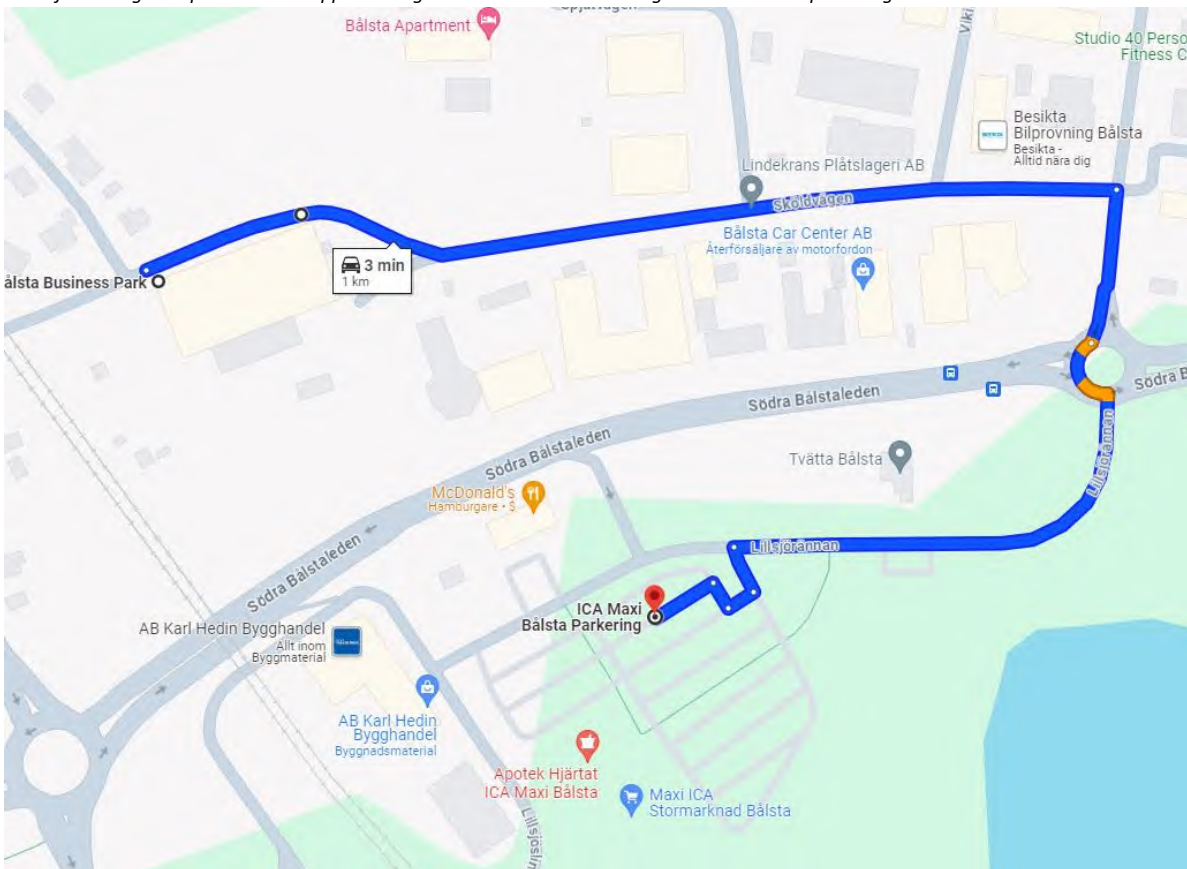 Bålsta Apartment
Studio 40 Perso
Fitness C
Besikta
Bilprovning Bålsta
Besikta -
Alltid nära dig
Lindekrans Plåtslageri AB
Sköldvägen
Bålsta Car Center AB
Återförsäljare av motorfordon
3 min
1 km
ålsta Business Park
Södra B
Södra Bålstaleden
Södra Bålstaleden
Södra Bålstaleden
Lillsjörännan
Tvätta Bålsta
McDonald's
Hamburgare • $
Lillsjörännan
ICA Maxi
Bålsta Parkering
AB Karl Hedin Bygghandel
Allt inom
Byggmaterial
AB Karl Hedin
Bygghandel
Byggnadsmaterial
Apotek Hjärtat
ICA Maxi Bålsta
Maxi ICA
Stormarknad Bålsta
Lillsjöslin